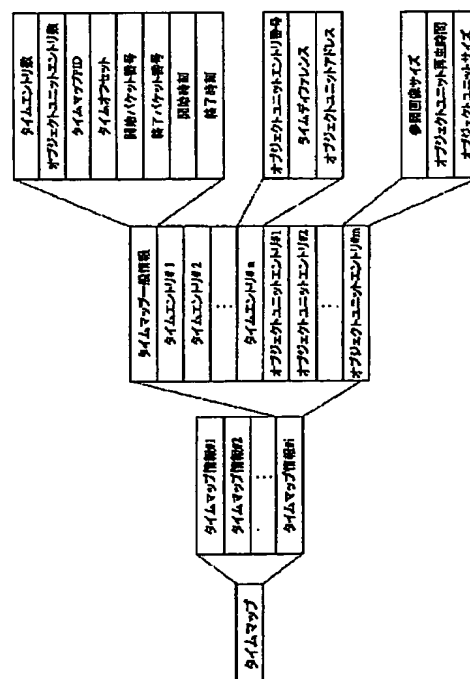 タイムマップ
タイムマップ情報#1
タイムマップ情報#2
⋮
タイムマップ情報#i
タイムマップ一般情報
タイムエントリ#1
タイムエントリ#2
⋮
タイムエントリ#n
オブジェクトユニットエントリ#1
オブジェクトユニットエントリ#2
⋮
オブジェクトユニットエントリ#m
タイムエントリ数
オブジェクトユニットエントリ数
タイムマップPID
タイムオフセット
開始パケット番号
終了パケット番号
開始時刻
終了時刻
オブジェクトユニットエントリ番号
タイムディファレンス
オブジェクトユニットアドレス
参照画像サイズ
オブジェクトユニット再生時間
オブジェクトユニットサイズ